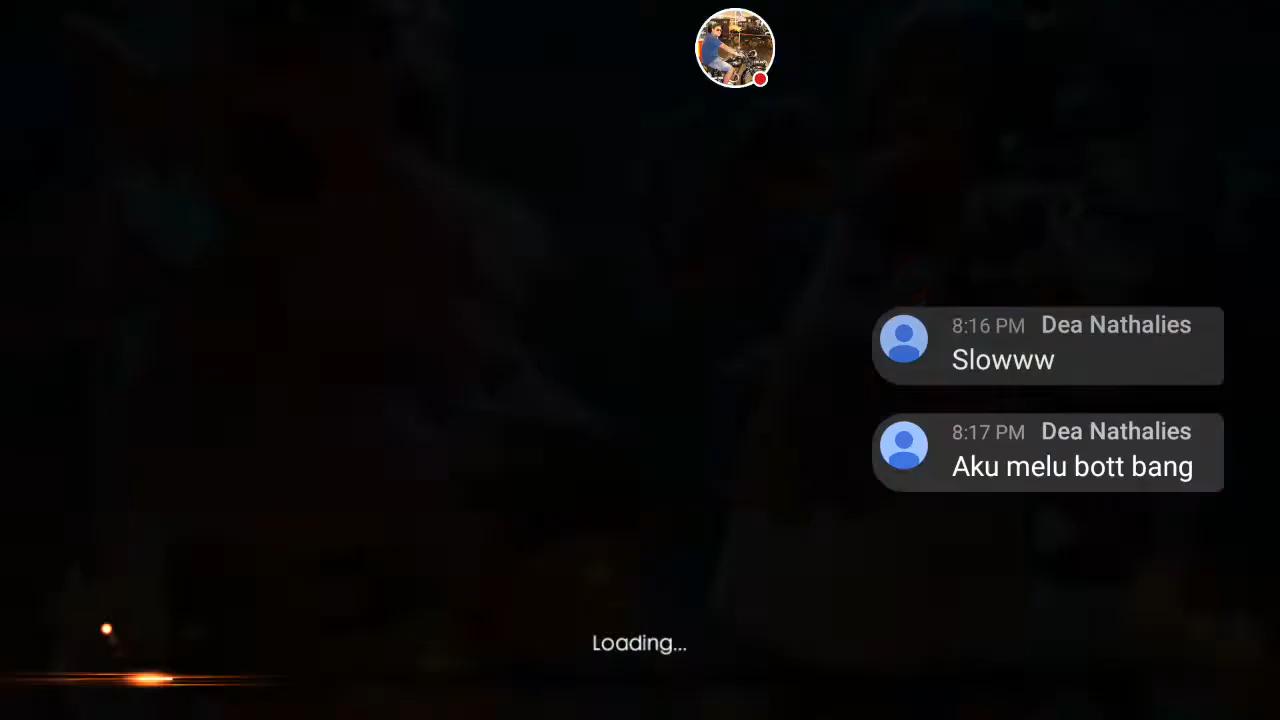 8:16 PM Dea Nathalies
Slowww
8:17 PM Dea Nathalies
Aku melu bott bang
Loading...